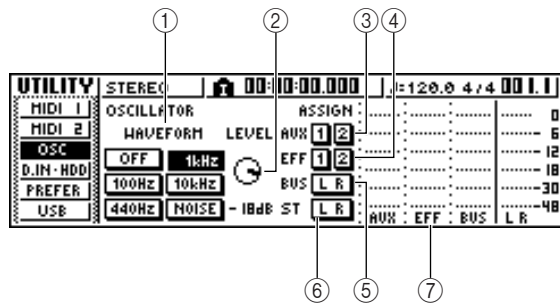 ① ② ③ ④
UTILITY STEREO I 00:00:00.000 ♩=120.0 4/4 001.1
MIDI 1 OSCILLATOR ASSIGN 0
MIDI 2 WAVEFORM LEVEL AUX 1 2 -6
OSC OFF 1kHz EFF 1 2 -12
D.IN·HDD -18
PREFER 100Hz 10kHz BUS L R -30
USB 440Hz NOISE -18dB ST L R -48
AUX EFF BUS L R
⑥ ⑤ ⑦